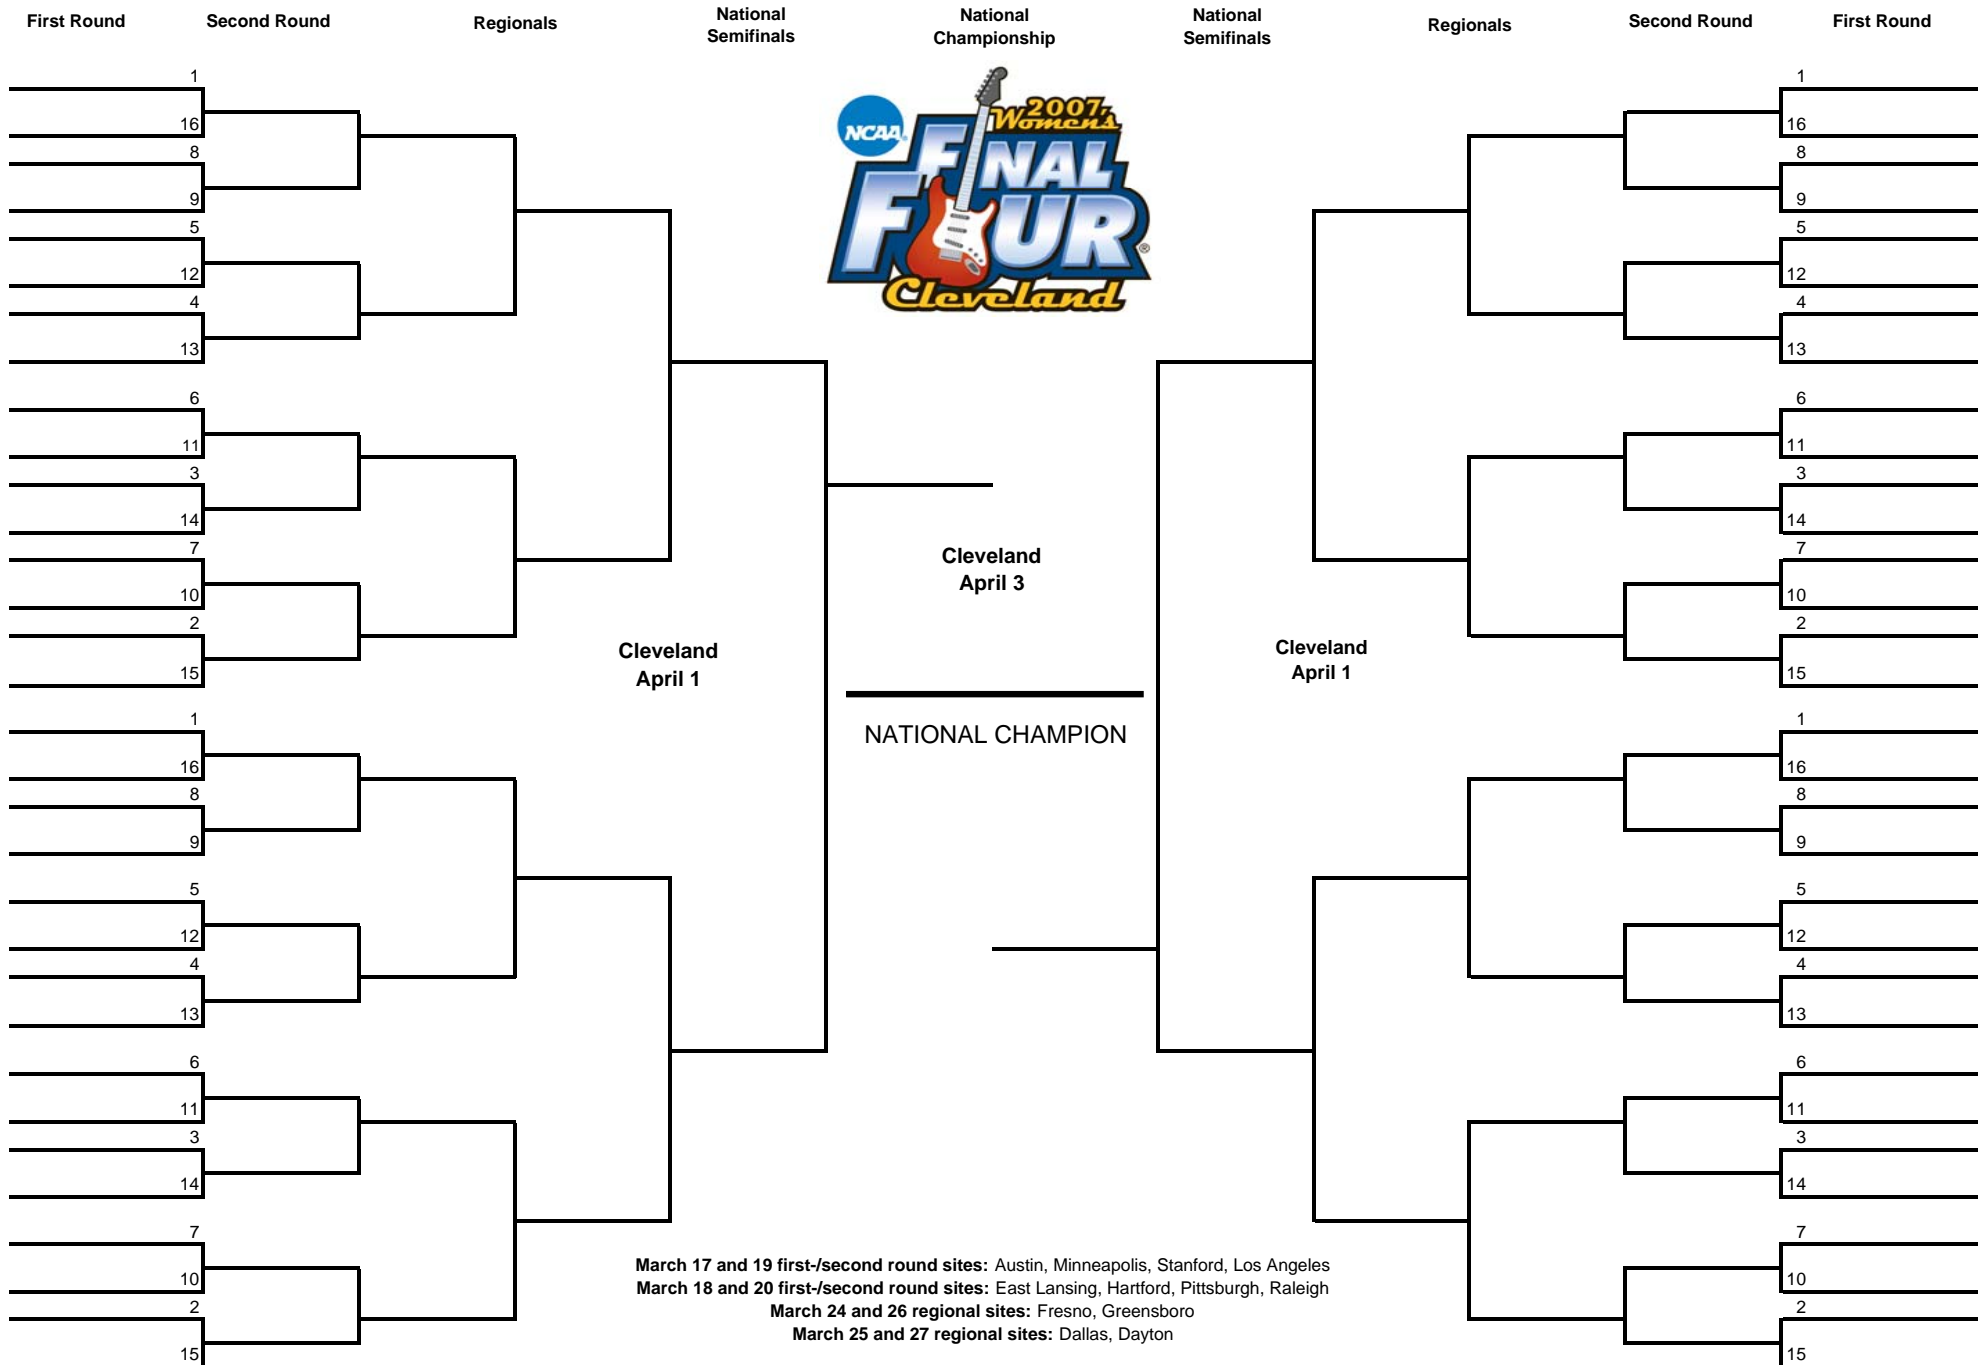 First Round
Second Round
Regionals
National
Semifinals
National
Championship
National
Semifinals
Regionals
Second Round
First Round
NCAA
2007
Women's
FINAL
FOUR
®
Cleveland
1
16
8
9
5
12
4
13
6
11
3
14
7
10
2
15
1
16
8
9
5
12
4
13
6
11
3
14
7
10
2
15
Cleveland
April 1
Cleveland
April 3
NATIONAL CHAMPION
Cleveland
April 1
1
16
8
9
5
12
4
13
6
11
3
14
7
10
2
15
1
16
8
9
5
12
4
13
6
11
3
14
7
10
2
15
March 17 and 19 first-/second round sites: Austin, Minneapolis, Stanford, Los Angeles
March 18 and 20 first-/second round sites: East Lansing, Hartford, Pittsburgh, Raleigh
March 24 and 26 regional sites: Fresno, Greensboro
March 25 and 27 regional sites: Dallas, Dayton